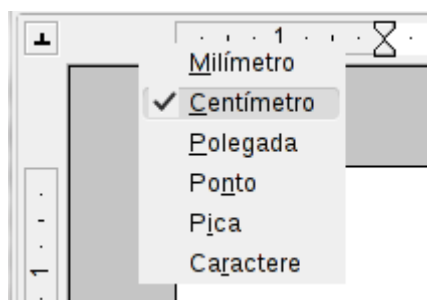 1
Milímetro
Centímetro
Polegada
Ponto
Pica
Caractere
1